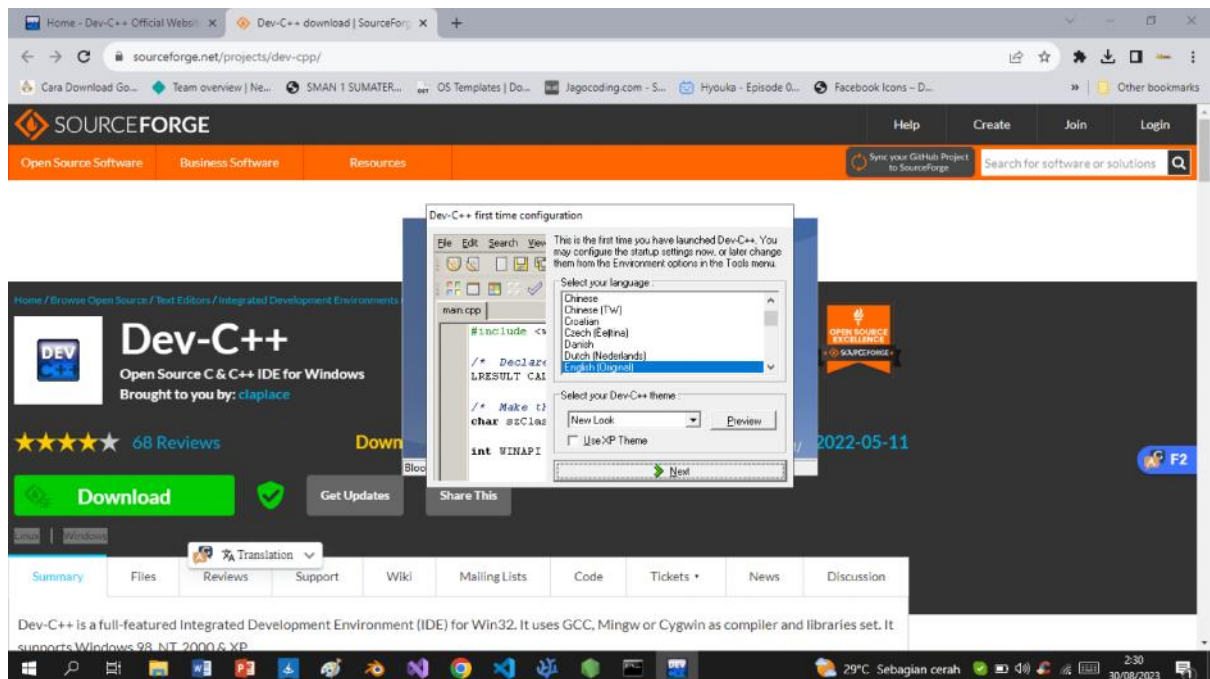 Home - Dev-C++ Official Websit
Dev-C++ download | SourceForg
sourceforge.net/projects/dev-cpp/
Cara Download Go...
Team overview | Ne...
SMAN 1 SUMATER...
OS Templates | Do...
Jagocoding.com - S...
Hyouka - Episode 0...
Facebook Icons – D...
»
Other bookmarks
SOURCEFORGE
Help
Create
Join
Login
Open Source Software
Business Software
Resources
Sync your GitHub Project
to SourceForge
Search for software or solutions
Dev-C++ first time configuration
File Edit Search View
main.cpp
#include <w
/* Declare
LRESULT CAL
/* Make th
char szClas
int WINAPI
This is the first time you have launched Dev-C++. You
may configure the startup settings now, or later change
them from the Environment options in the Tools menu.
Select your language :
Chinese
Chinese (TW)
Croatian
Czech (Èeština)
Danish
Dutch (Nederlands)
English (Original)
Select your Dev-C++ theme :
New Look
Preview
Use XP Theme
Next
Home / Browse Open Source / Text Editors / Integrated Development Environments
DEV
C++
Dev-C++
Open Source C & C++ IDE for Windows
Brought to you by: claplace
OPEN SOURCE
EXCELLENCE
SOURCEFORGE
68 Reviews
Down
2022-05-11
Bloo
F2
Download
Get Updates
Share This
Linux | Windows
Translation
Summary
Files
Reviews
Support
Wiki
Mailing Lists
Code
Tickets
News
Discussion
Dev-C++ is a full-featured Integrated Development Environment (IDE) for Win32. It uses GCC, Mingw or Cygwin as compiler and libraries set. It
supports Windows 98, NT, 2000 & XP.
29°C Sebagian cerah
2:30
30/08/2023